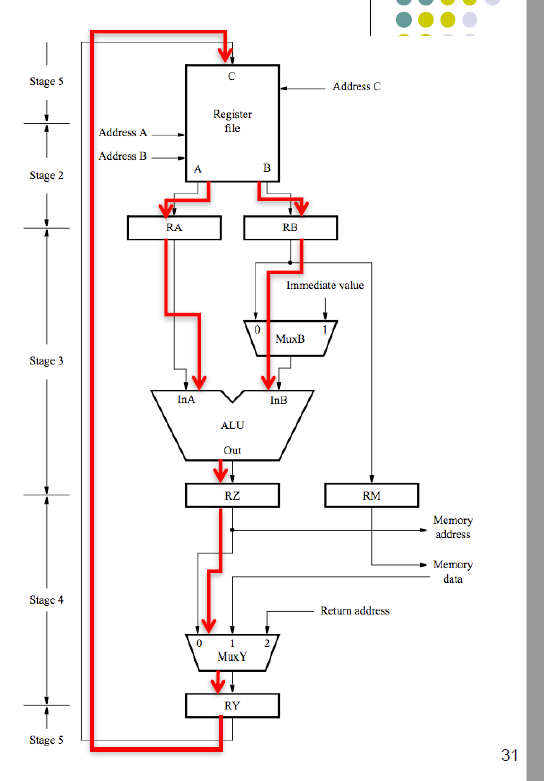 Stage 5
C
Address C
Register
file
Address A
Address B
A
B
Stage 2
RA
RB
Immediate value
0
1
MuxB
Stage 3
InA
InB
ALU
Out
RZ
RM
Memory
address
Memory
data
Stage 4
Return address
0
1
2
MuxY
RY
Stage 5
31